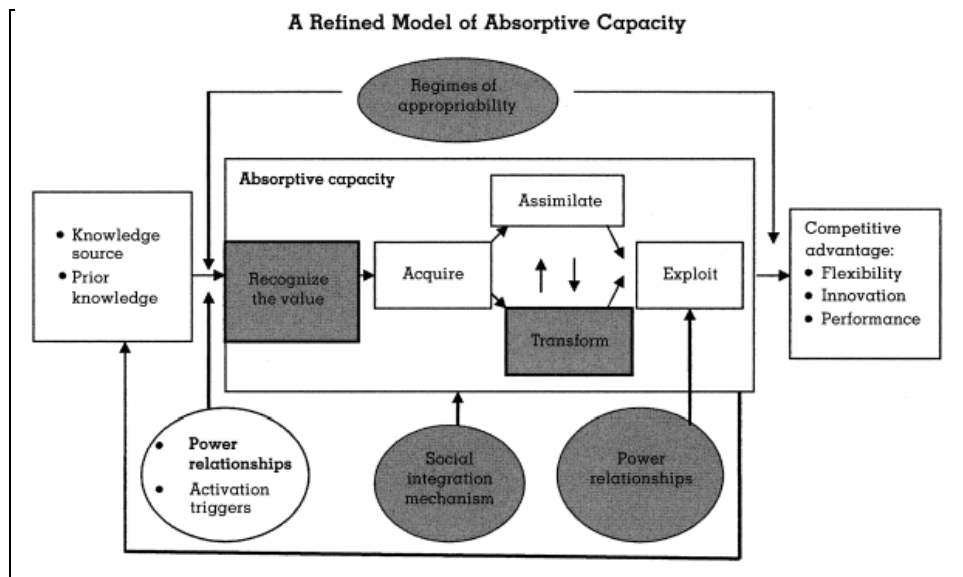 A Refined Model of Absorptive Capacity
Regimes of
appropriability
Absorptive capacity
• Knowledge
source
• Prior
knowledge
Recognize
the value
Acquire
Assimilate
Transform
Exploit
Competitive
advantage:
• Flexibility
• Innovation
• Performance
• Power
relationships
• Activation
triggers
Social
integration
mechanism
Power
relationships